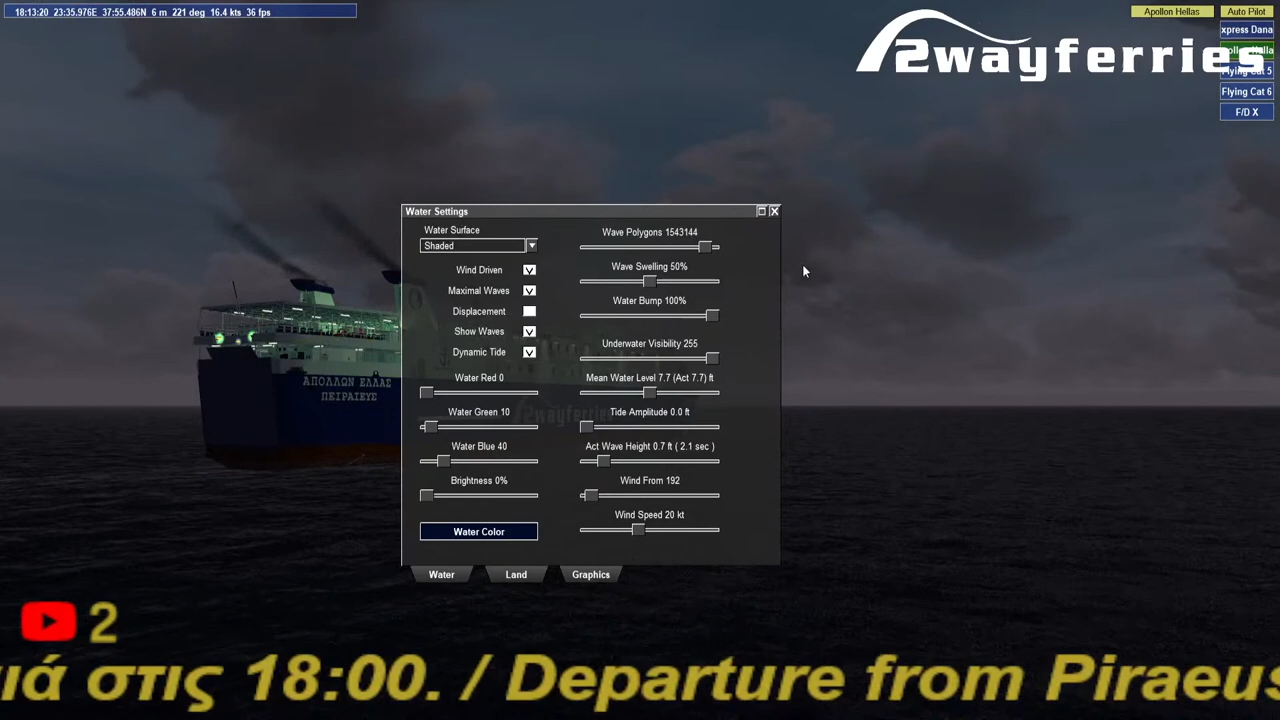 18:13:20 23:35.976E 37:55.486N 6 m 221 deg 16.4 kts 36 fps
Apollon Hellas
Auto Pilot
xpress Dana
Flying Cat 5
Flying Cat 6
F/D X
2wayferries
Water Settings
Water Surface
Shaded
Wind Driven
Maximal Waves
Displacement
Show Waves
Dynamic Tide
Water Red 0
Water Green 10
Water Blue 40
Brightness 0%
Water Color
Wave Polygons 1543144
Wave Swelling 50%
Water Bump 100%
Underwater Visibility 255
Mean Water Level 7.7 (Act 7.7) ft
Tide Amplitude 0.0 ft
Act Wave Height 0.7 ft ( 2.1 sec )
Wind From 192
Wind Speed 20 kt
Water
Land
Graphics
ΑΠΟΛΛΩΝ ΕΛΛΑΣ
ΠΕΙΡΑΙΕΥΣ
2wayferries
2
ιά στις 18:00. / Departure from Piraeus